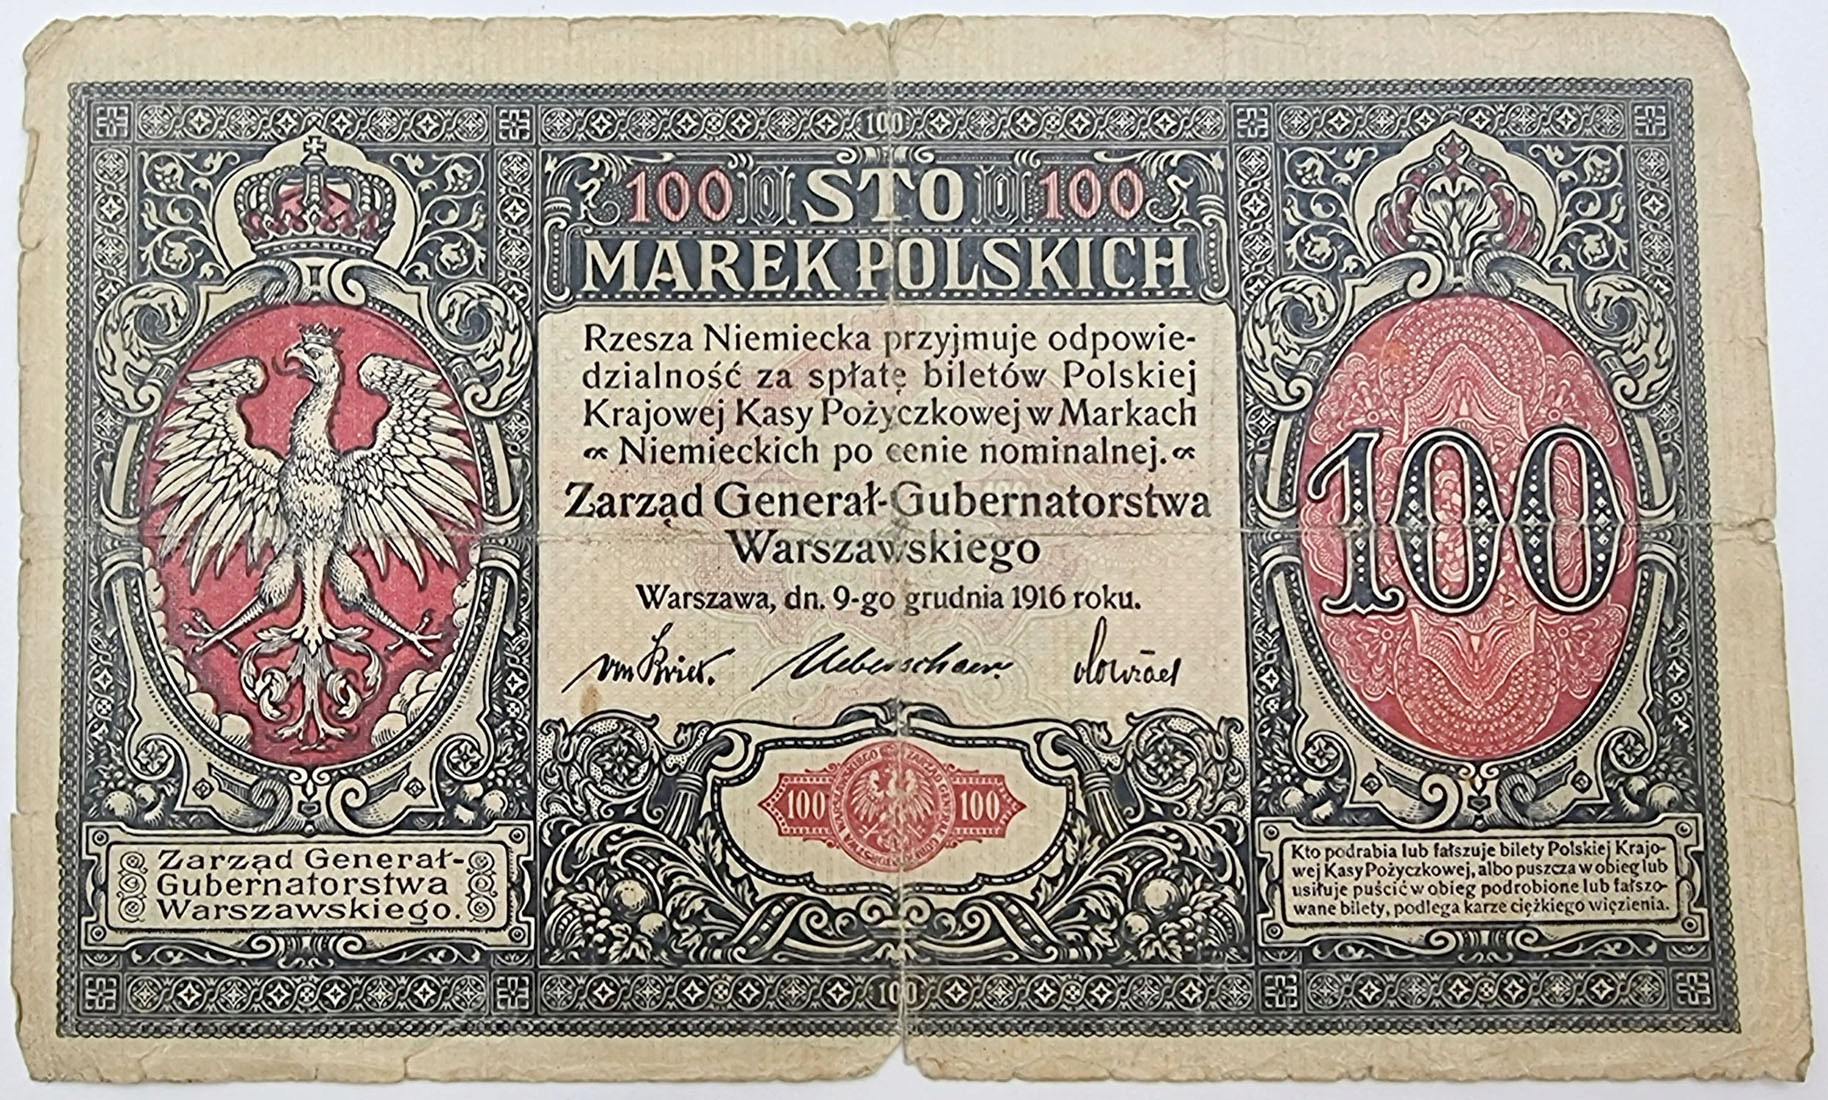 100
100 STO 100
MAREK POLSKICH
Rzesza Niemiecka przyjmuje odpowie-
dzialność za spłatę biletów Polskiej
Krajowej Kasy Pożyczkowej w Markach
Niemieckich po cenie nominalnej.
Zarząd Generał-Gubernatorstwa
Warszawskiego
Warszawa, dn. 9-go grudnia 1916 roku.
von Kries.
100
100 100
Zarząd Generał-
Gubernatorstwa
Warszawskiego.
Kto podrabia lub fałszuje bilety Polskiej Krajo-
wej Kasy Pożyczkowej, albo puszcza w obieg lub
usiłuje puścić w obieg podrobione lub fałszo-
wane bilety, podlega karze ciężkiego więzienia.
100